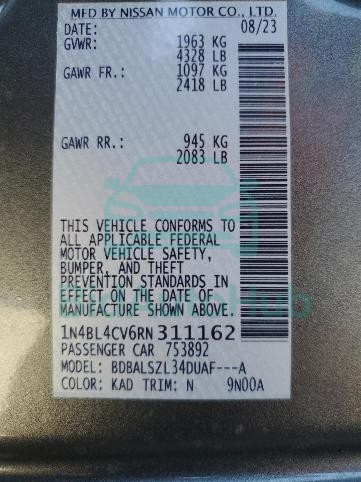 MFD BY NISSAN MOTOR CO., LTD.
DATE: 08/23
GVWR: 1963 KG
4328 LB
GAWR FR.: 1097 KG
2418 LB
GAWR RR.: 945 KG
2083 LB
THIS VEHICLE CONFORMS TO
ALL APPLICABLE FEDERAL
MOTOR VEHICLE SAFETY,
BUMPER, AND THEFT
PREVENTION STANDARDS IN
EFFECT ON THE DATE OF
MANUFACTURE SHOWN ABOVE.
1N4BL4CV6RN311162
PASSENGER CAR 753892
MODEL: BDBALSZL34DUAF---A
COLOR: KAD TRIM: N 9N00A